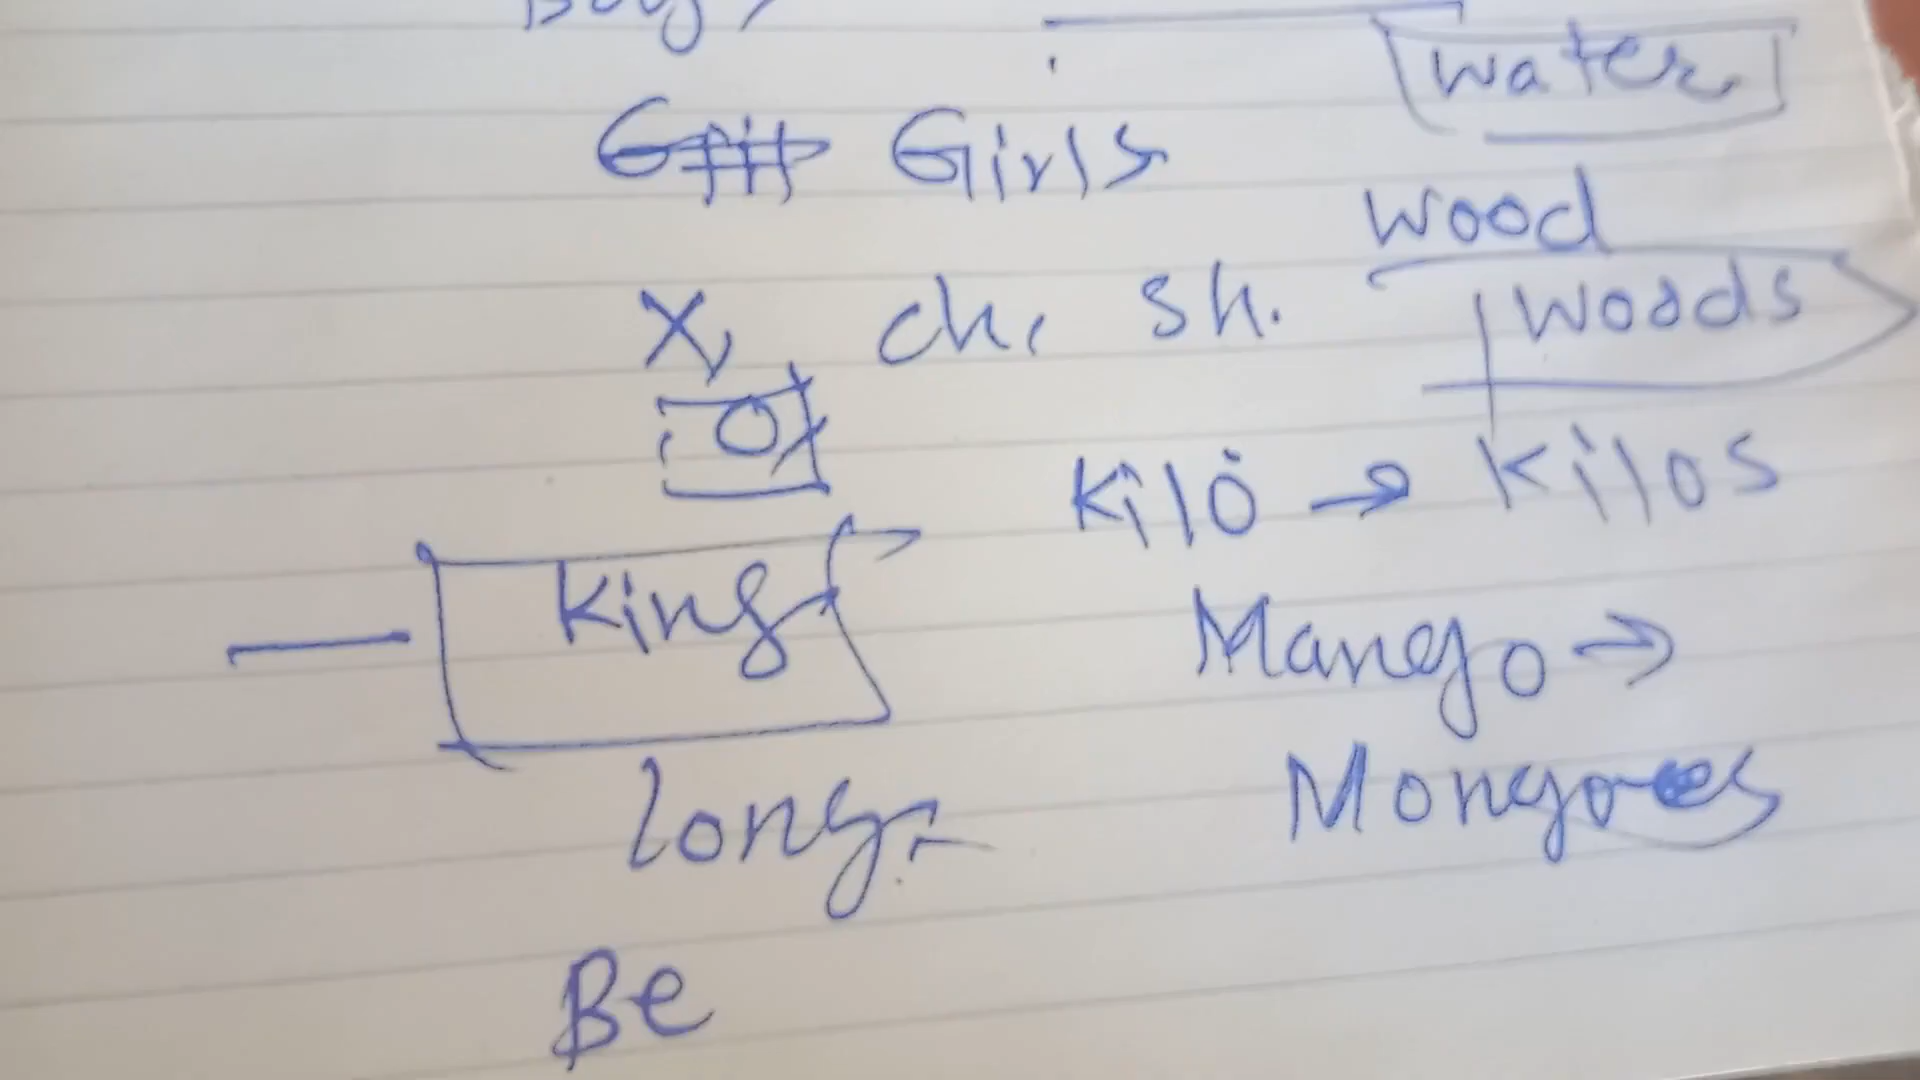 water
Girls
wood
x, ch, sh.
woods
O,
Kilo → Kilos
King
Mango →
Mongoes
long
Be